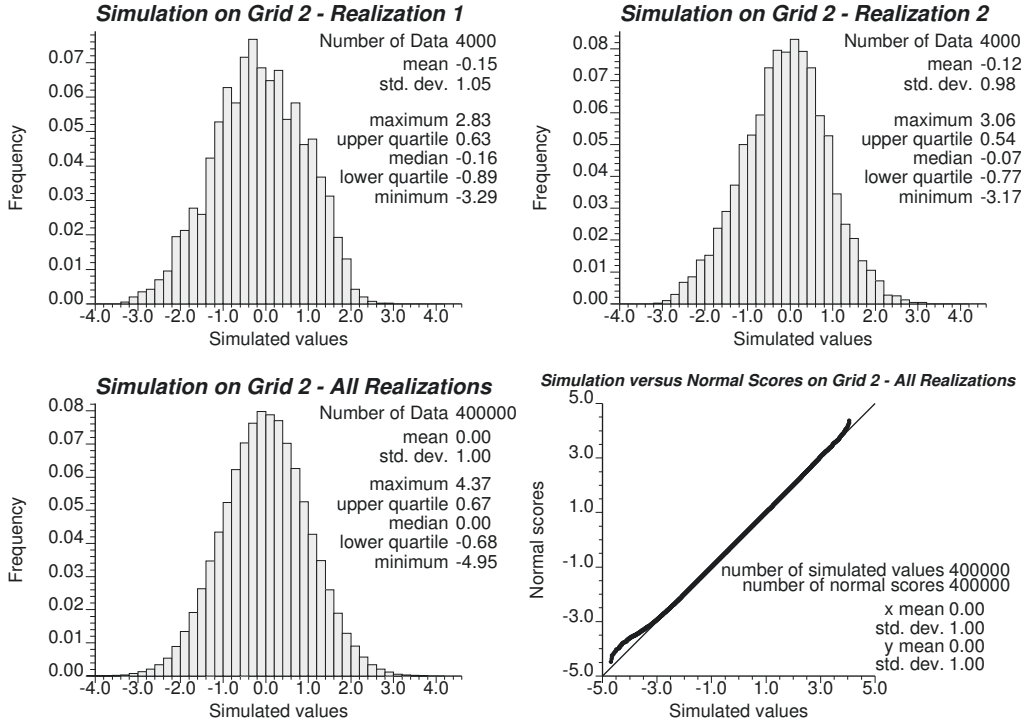 Simulation on Grid 2 - Realization 1
Number of Data 4000
mean -0.15
std. dev. 1.05
maximum 2.83
upper quartile 0.63
median -0.16
lower quartile -0.89
minimum -3.29
Frequency
0.07
0.06
0.05
0.04
0.03
0.02
0.01
0.00
-4.0 -3.0 -2.0 -1.0 0.0 1.0 2.0 3.0 4.0
Simulated values
Simulation on Grid 2 - Realization 2
Number of Data 4000
mean -0.12
std. dev. 0.98
maximum 3.06
upper quartile 0.54
median -0.07
lower quartile -0.77
minimum -3.17
Frequency
0.08
0.07
0.06
0.05
0.04
0.03
0.02
0.01
0.00
-4.0 -3.0 -2.0 -1.0 0.0 1.0 2.0 3.0 4.0
Simulated values
Simulation on Grid 2 - All Realizations
Number of Data 400000
mean 0.00
std. dev. 1.00
maximum 4.37
upper quartile 0.67
median 0.00
lower quartile -0.68
minimum -4.95
Frequency
0.08
0.07
0.06
0.05
0.04
0.03
0.02
0.01
0.00
-4.0 -3.0 -2.0 -1.0 0.0 1.0 2.0 3.0 4.0
Simulated values
Simulation versus Normal Scores on Grid 2 - All Realizations
Normal scores
5.0
3.0
1.0
-1.0
-3.0
-5.0
number of simulated values 400000
number of normal scores 400000
x mean 0.00
std. dev. 1.00
y mean 0.00
std. dev. 1.00
-5.0 -3.0 -1.0 1.0 3.0 5.0
Simulated values